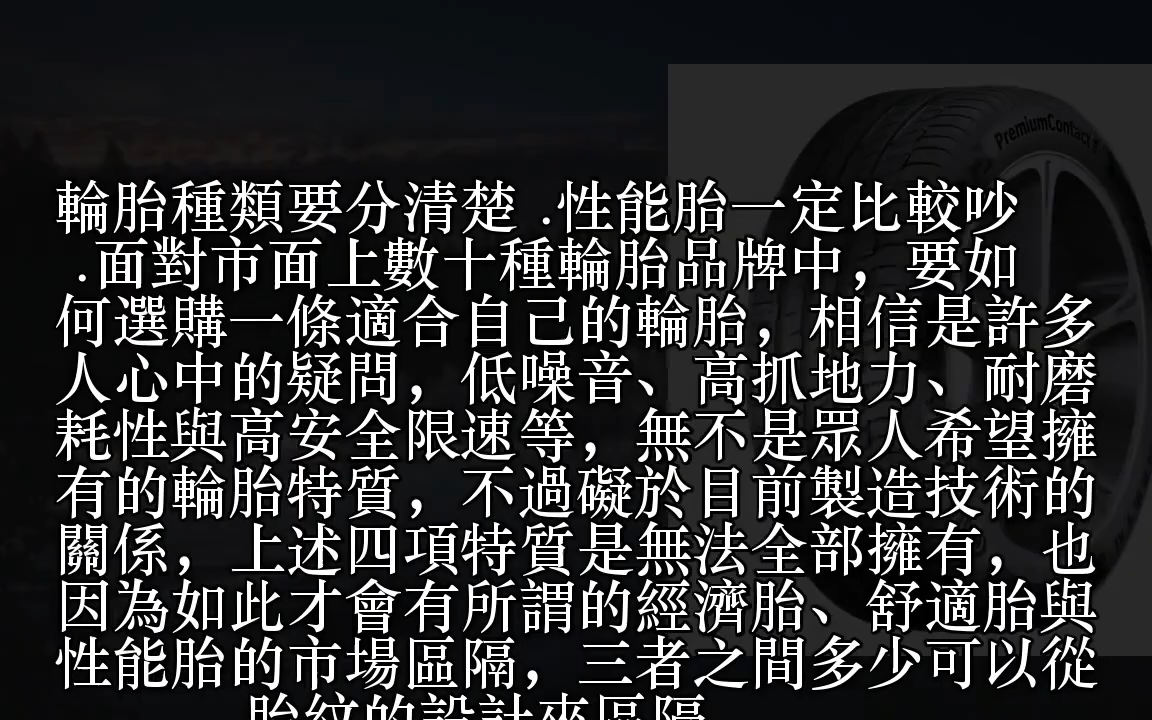 PremiumContact
輪胎種類要分清楚 .性能胎一定比較吵
.面對市面上數十種輪胎品牌中，要如
何選購一條適合自己的輪胎，相信是許多
人心中的疑問，低噪音、高抓地力、耐磨
耗性與高安全限速等，無不是眾人希望擁
有的輪胎特質，不過礙於目前製造技術的
關係，上述四項特質是無法全部擁有，也
因為如此才會有所謂的經濟胎、舒適胎與
性能胎的市場區隔，三者之間多少可以從
胎紋的設計來區隔